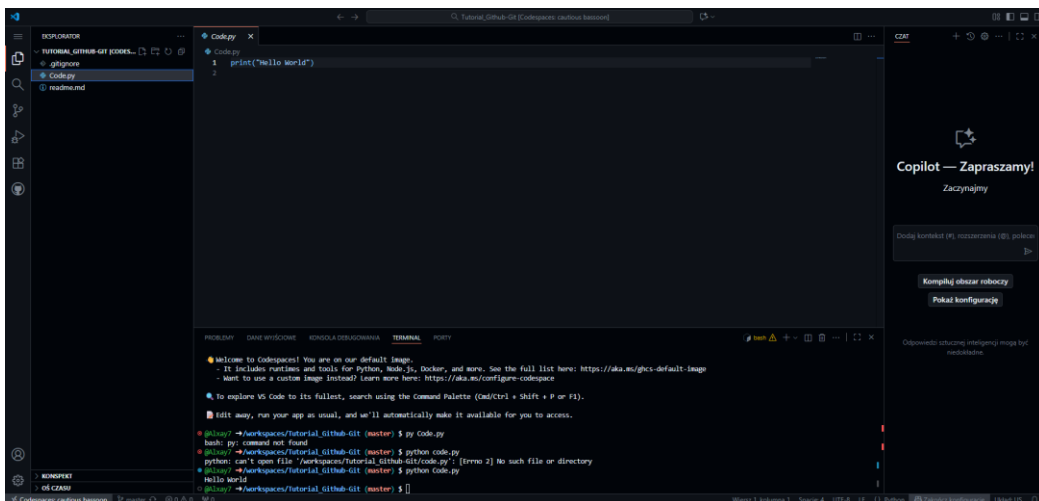 Tutorial_Github-Git [Codespaces: cautious bassoon]
EKSPLORATOR
TUTORIAL_GITHUB-GIT [CODES...
.gitignore
Code.py
readme.md
KONSPEKT
OŚ CZASU
Code.py
Code.py
1 print("Hello World")
2
PROBLEMY DANE WYJŚCIOWE KONSOLA DEBUGOWANIA TERMINAL PORTY
bash
👋 Welcome to Codespaces! You are on our default image.
- It includes runtimes and tools for Python, Node.js, Docker, and more. See the full list here: https://aka.ms/ghcs-default-image
- Want to use a custom image instead? Learn more here: https://aka.ms/configure-codespace
🔍 To explore VS Code to its fullest, search using the Command Palette (Cmd/Ctrl + Shift + P or F1).
📝 Edit away, run your app as usual, and we'll automatically make it available for you to access.
@Alxay7 ➜/workspaces/Tutorial_Github-Git (master) $ py Code.py
bash: py: command not found
@Alxay7 ➜/workspaces/Tutorial_Github-Git (master) $ python code.py
python: can't open file '/workspaces/Tutorial_Github-Git/code.py': [Errno 2] No such file or directory
@Alxay7 ➜/workspaces/Tutorial_Github-Git (master) $ python Code.py
Hello World
@Alxay7 ➜/workspaces/Tutorial_Github-Git (master) $
CZAT
Copilot — Zapraszamy!
Zaczynajmy
Dodaj kontekst (#), rozszerzenia (@), polecei
Kompiluj obszar roboczy
Pokaż konfigurację
Odpowiedzi sztucznej inteligencji mogą być
niedokładne.
Codespaces: cautious bassoon master 0 0 0